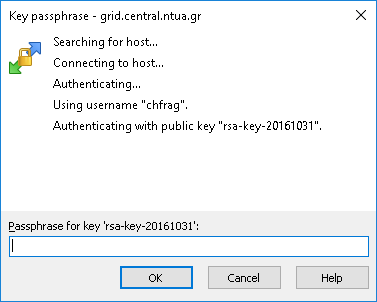 Key passphrase - grid.central.ntua.gr
Searching for host...
Connecting to host...
Authenticating...
Using username "chfrag".
Authenticating with public key "rsa-key-20161031".
Passphrase for key 'rsa-key-20161031':
OK
Cancel
Help